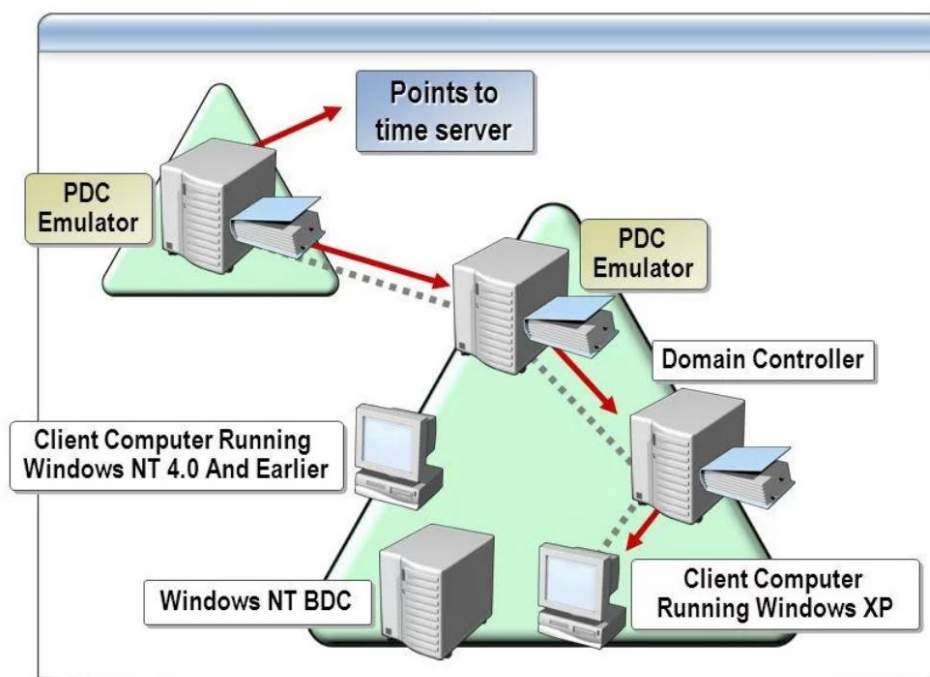 Points to
time server
PDC
Emulator
PDC
Emulator
Domain Controller
Client Computer Running
Windows NT 4.0 And Earlier
Windows NT BDC
Client Computer
Running Windows XP